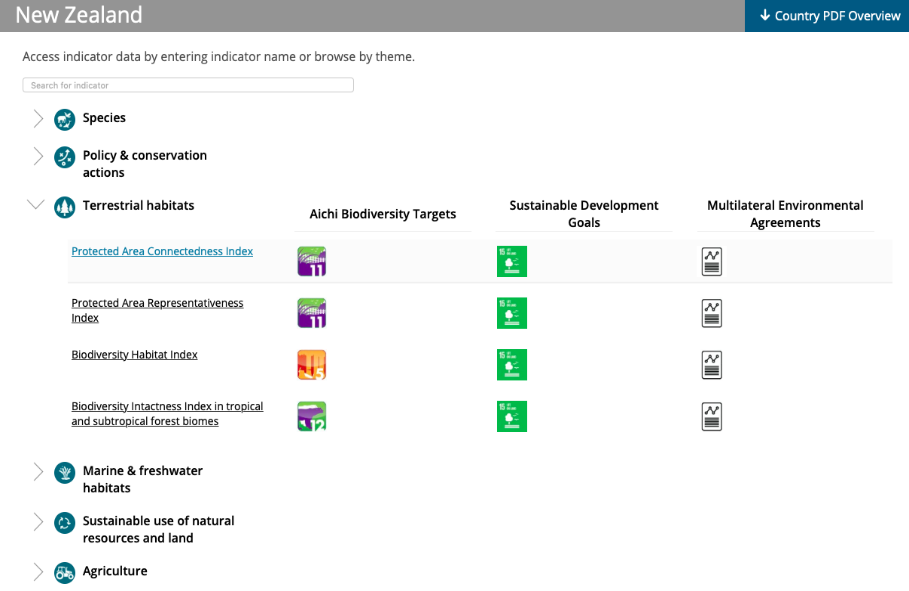 New Zealand
Country PDF Overview
Access indicator data by entering indicator name or browse by theme.
Search for indicator
Species
Policy & conservation
actions
Terrestrial habitats
Aichi Biodiversity Targets
Sustainable Development
Goals
Multilateral Environmental
Agreements
Protected Area Connectedness Index
11
15
Protected Area Representativeness
Index
11
15
Biodiversity Habitat Index
5
15
Biodiversity Intactness Index in tropical
and subtropical forest biomes
12
15
Marine & freshwater
habitats
Sustainable use of natural
resources and land
Agriculture